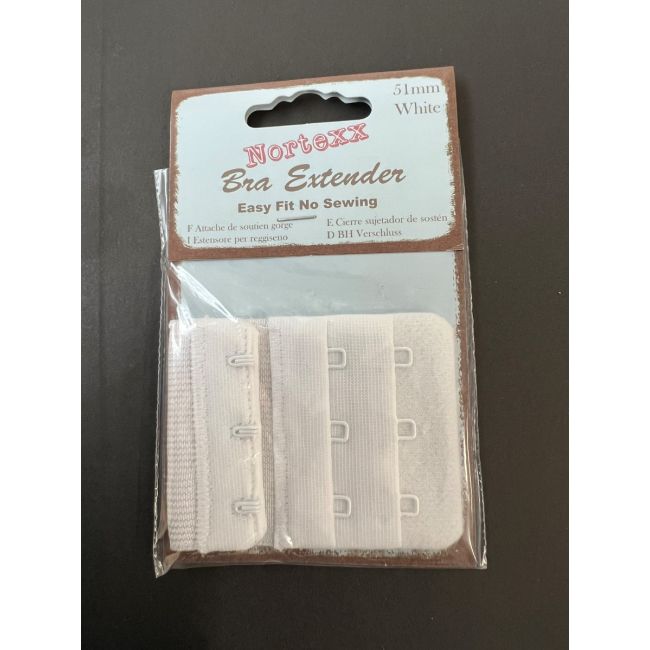 51mm
White
Nortexx
Bra Extender
Easy Fit No Sewing
F Attache de soutien gorge
I Estensore per reggiseno
E Cierre sujetador de sostén
D BH Verschluss